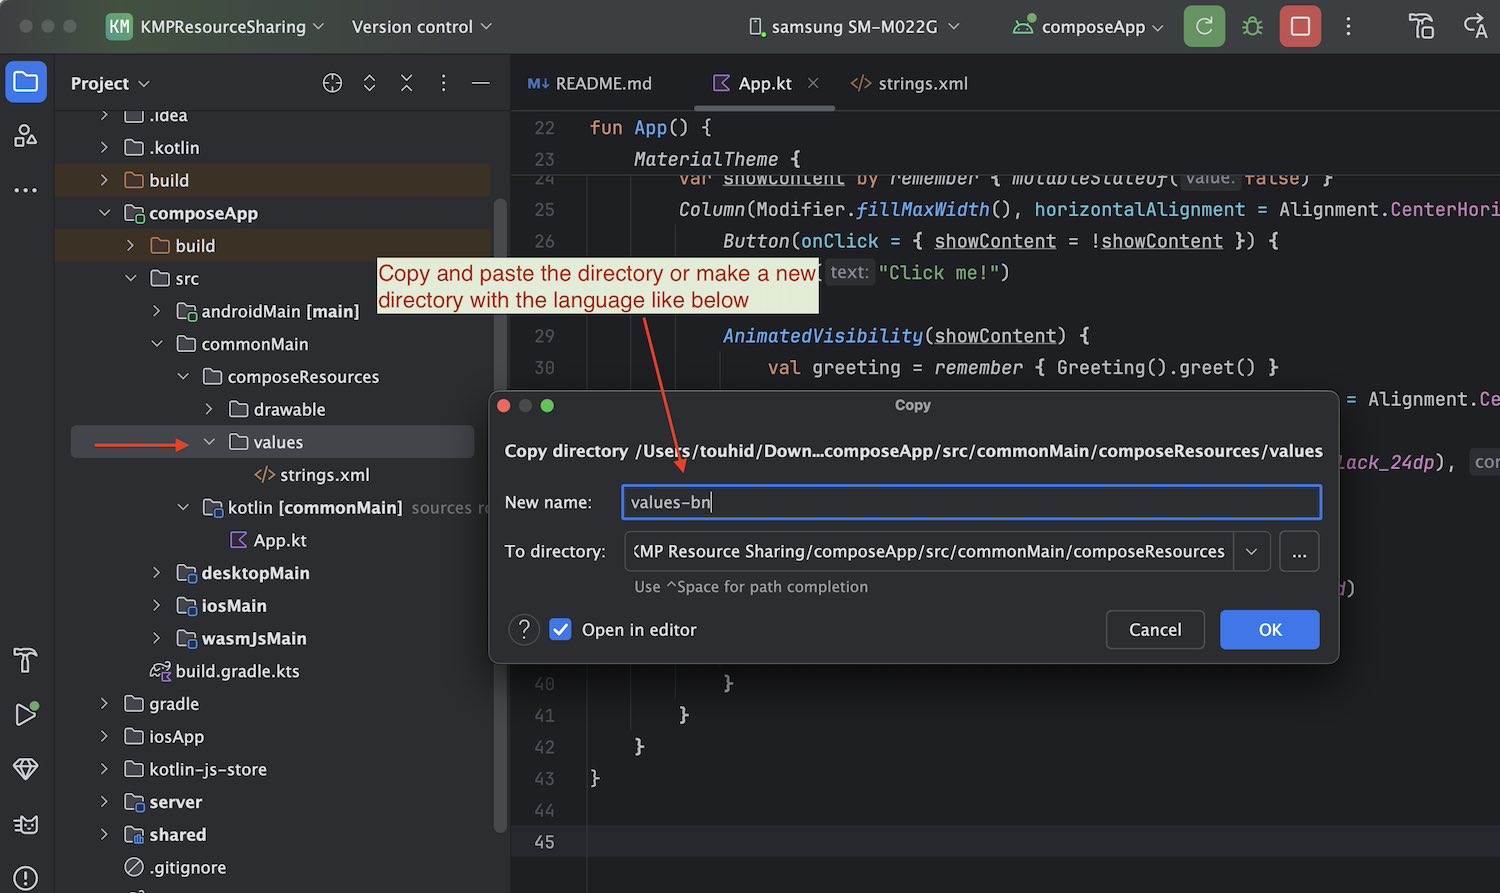 KM KMPResourceSharing Version control samsung SM-M022G composeApp
Project
M↓ README.md App.kt </> strings.xml
.idea
.kotlin
build
composeApp
build
src
androidMain [main]
commonMain
composeResources
drawable
values
</> strings.xml
kotlin [commonMain] sources
App.kt
desktopMain
iosMain
wasmJsMain
build.gradle.kts
gradle
iosApp
kotlin-js-store
server
shared
.gitignore
22 fun App() {
23 MaterialTheme {
24 var showContent by remember { mutableStateOf( value: false) }
25 Column(Modifier.fillMaxWidth(), horizontalAlignment = Alignment.CenterHori
26 Button(onClick = { showContent = !showContent }) {
( text: "Click me!")
Copy and paste the directory or make a new
directory with the language like below
29 AnimatedVisibility(showContent) {
30 val greeting = remember { Greeting().greet() }
= Alignment.Ce
lack_24dp),
)
Copy
Copy directory /Users/touhid/Down...composeApp/src/commonMain/composeResources/values
New name: values-bn
To directory: KMP Resource Sharing/composeApp/src/commonMain/composeResources ...
Use ^Space for path completion
? Open in editor Cancel OK
40 }
41 }
42 }
43 }
44
45